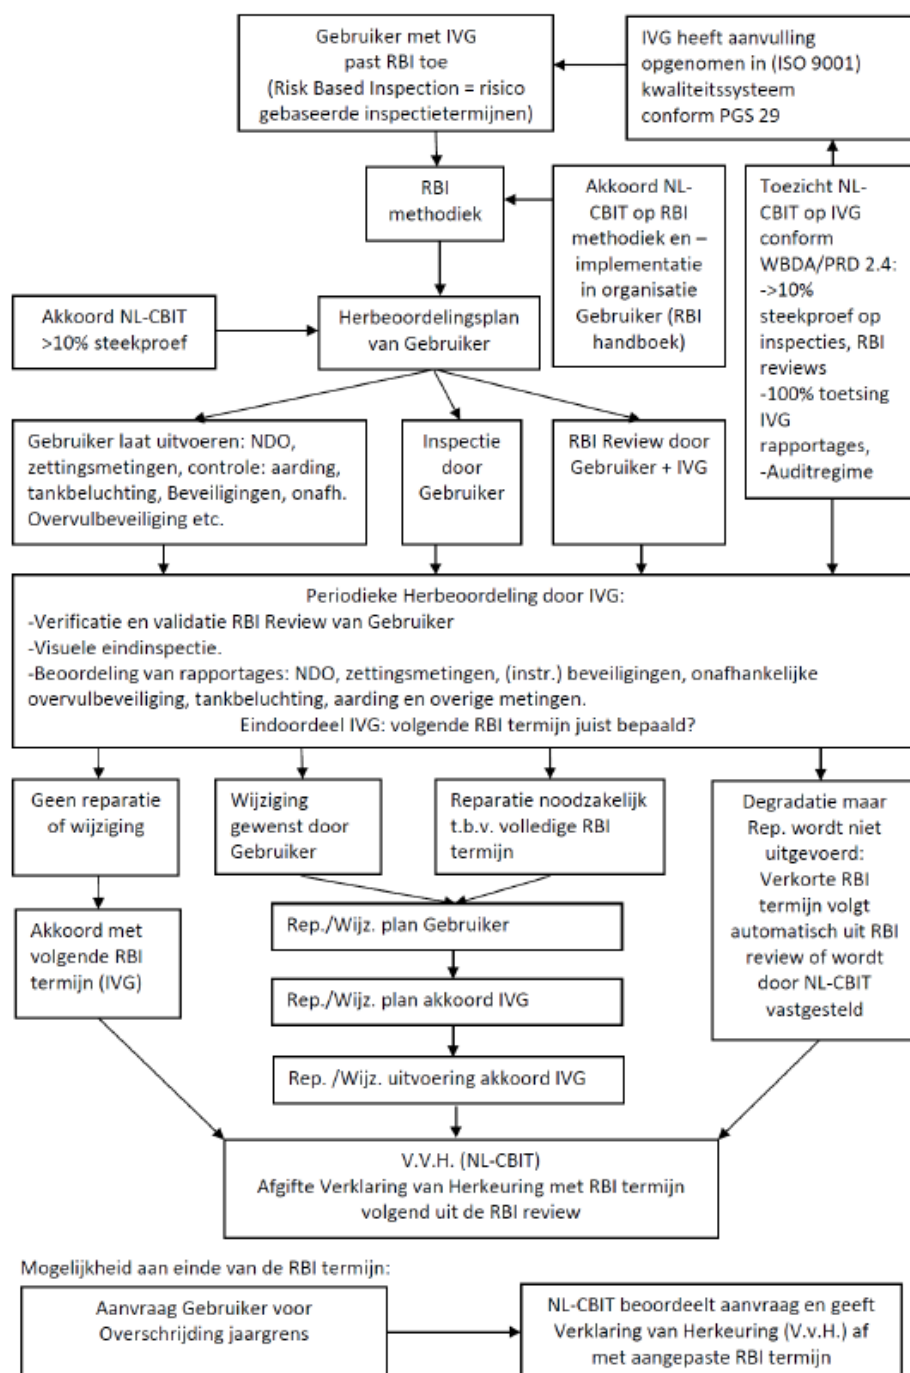 Gebruiker met IVG
past RBI toe
(Risk Based Inspection = risico
gebaseerde inspectietermijnen)
IVG heeft aanvulling
opgenomen in (ISO 9001)
kwaliteitssysteem
conform PGS 29
RBI
methodiek
Akkoord NL-
CBIT op RBI
methodiek en –
implementatie
in organisatie
Gebruiker (RBI
handboek)
Toezicht NL-
CBIT op IVG
conform
WBDA/PRD 2.4:
->10%
steekproef op
inspecties, RBI
reviews
-100% toetsing
IVG
rapportages,
-Auditregime
Akkoord NL-CBIT
>10% steekproef
Herbeoordelingsplan
van Gebruiker
Gebruiker laat uitvoeren: NDO,
zettingsmetingen, controle: aarding,
tankbeluchting, Beveiligingen, onafh.
Overvulbeveiliging etc.
Inspectie
door
Gebruiker
RBI Review door
Gebruiker + IVG
Periodieke Herbeoordeling door IVG:
-Verificatie en validatie RBI Review van Gebruiker
-Visuele eindinspectie.
-Beoordeling van rapportages: NDO, zettingsmetingen, (instr.) beveiligingen, onafhankelijke
overvulbeveiliging, tankbeluchting, aarding en overige metingen.
Eindoordeel IVG: volgende RBI termijn juist bepaald?
Geen reparatie
of wijziging
Wijziging
gewenst door
Gebruiker
Reparatie noodzakelijk
t.b.v. volledige RBI
termijn
Degradatie maar
Rep. wordt niet
uitgevoerd:
Verkorte RBI
termijn volgt
automatisch uit RBI
review of wordt
door NL-CBIT
vastgesteld
Akkoord met
volgende RBI
termijn (IVG)
Rep./Wijz. plan Gebruiker
Rep./Wijz. plan akkoord IVG
Rep. /Wijz. uitvoering akkoord IVG
V.V.H. (NL-CBIT)
Afgifte Verklaring van Herkeuring met RBI termijn
volgend uit de RBI review
Mogelijkheid aan einde van de RBI termijn:
Aanvraag Gebruiker voor
Overschrijding jaargrens
NL-CBIT beoordeelt aanvraag en geeft
Verklaring van Herkeuring (V.v.H.) af
met aangepaste RBI termijn